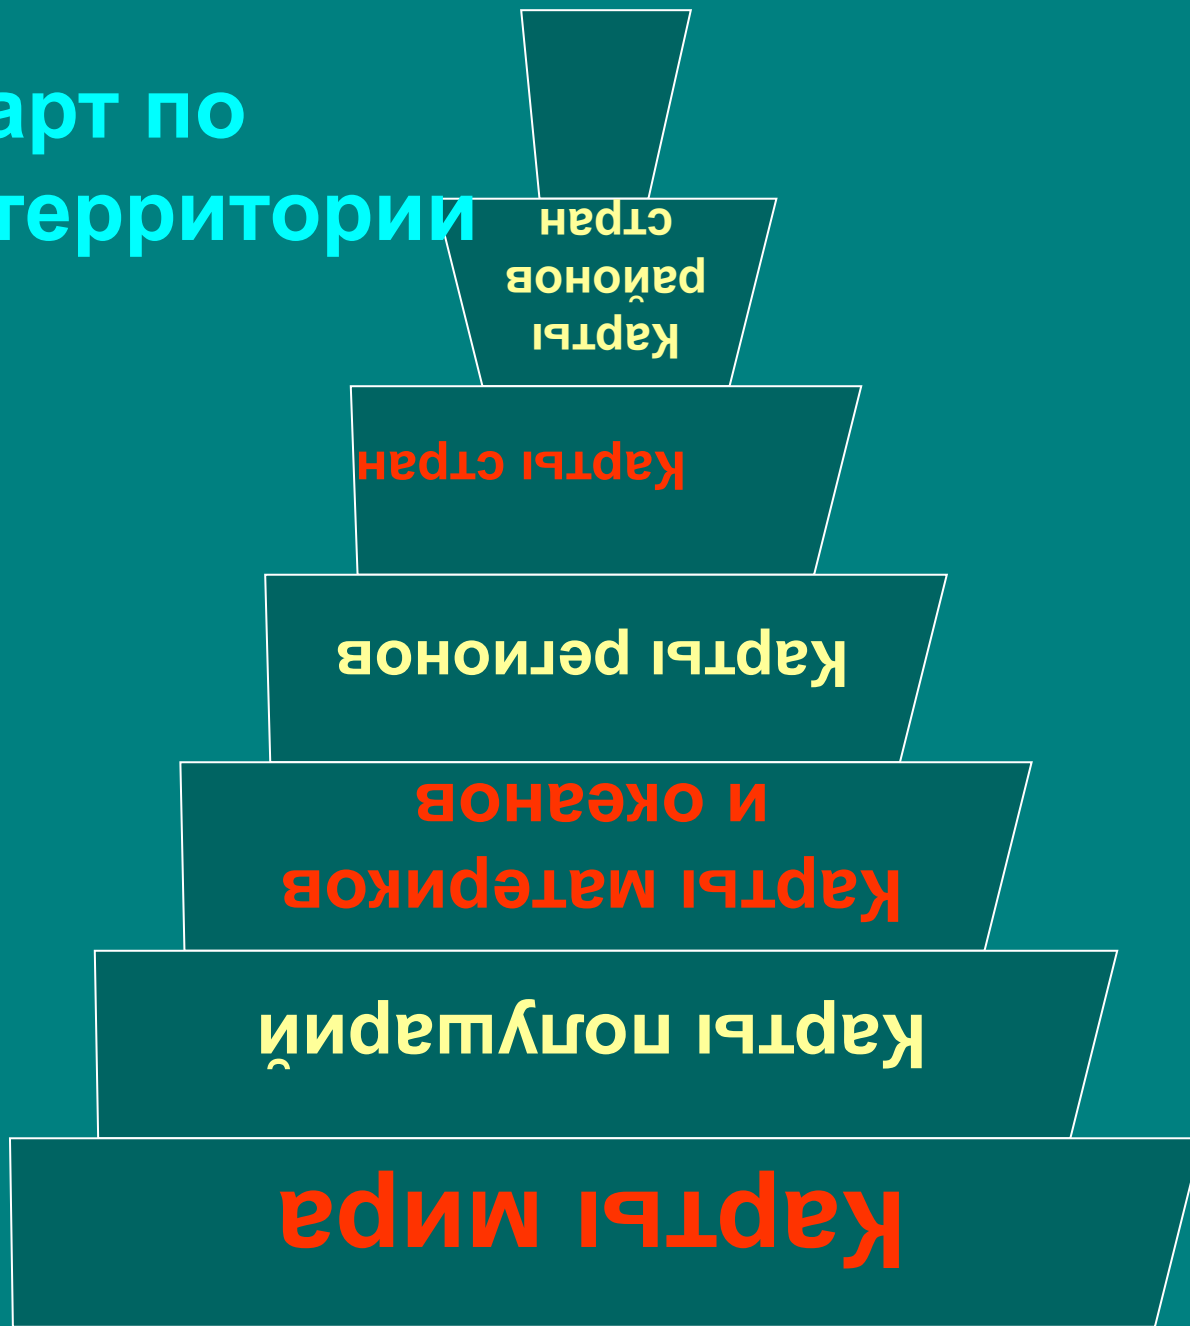 арт по
территории
Карты
районов
стран
Карты стран
Карты регионов
Карты материков
и океанов
Карты полушарий
Карты мира